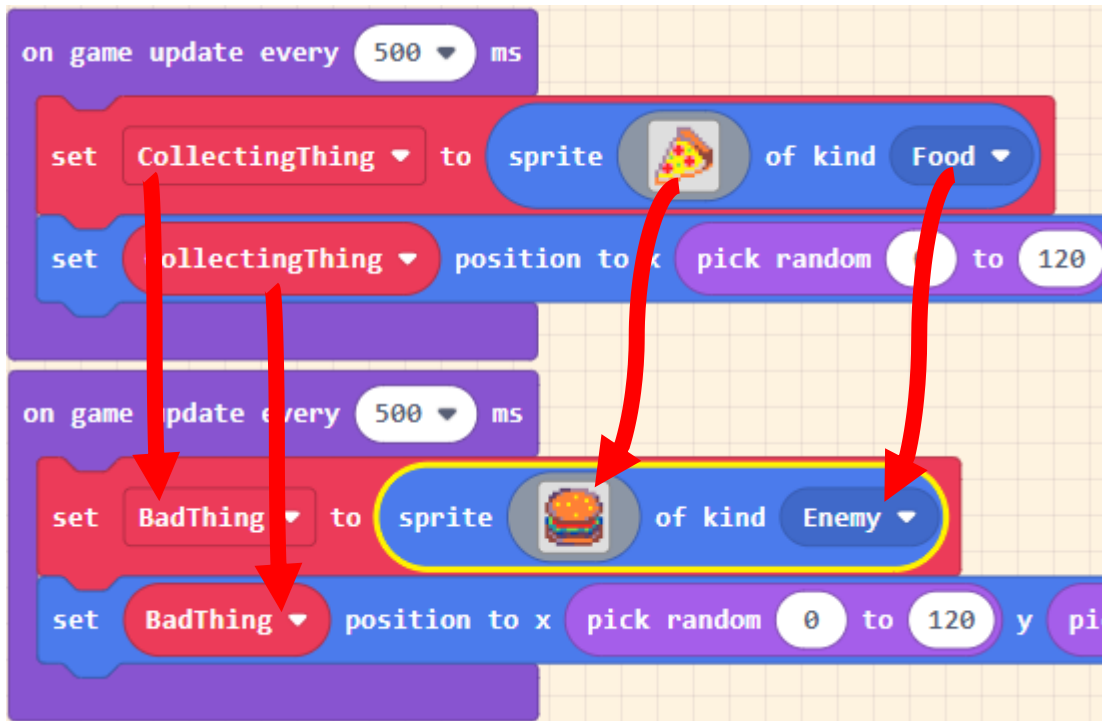 on game update every 500 ms
set CollectingThing to sprite of kind Food
set CollectingThing position to x pick random to 120
on game update every 500 ms
set BadThing to sprite of kind Enemy
set BadThing position to x pick random 0 to 120 y